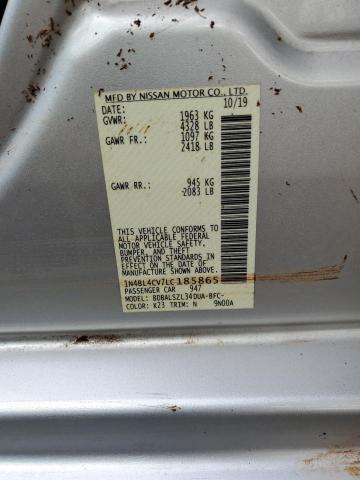 MFD BY NISSAN MOTOR CO., LTD.
DATE: 10/19
GVWR: 1963 KG
4328 LB
GAWR FR.: 1097 KG
2418 LB
GAWR RR.: 945 KG
2083 LB
THIS VEHICLE CONFORMS TO
ALL APPLICABLE FEDERAL
MOTOR VEHICLE SAFETY,
BUMPER, AND THEFT
PREVENTION STANDARDS
IN EFFECT ON THE DATE OF
MANUFACTURE SHOWN ABOVE.
1N4BL4CV7LC185865
PASSENGER CAR 947
MODEL: BDBALSZL34DUA-BFC-
COLOR: K23 TRIM: N 9N00A